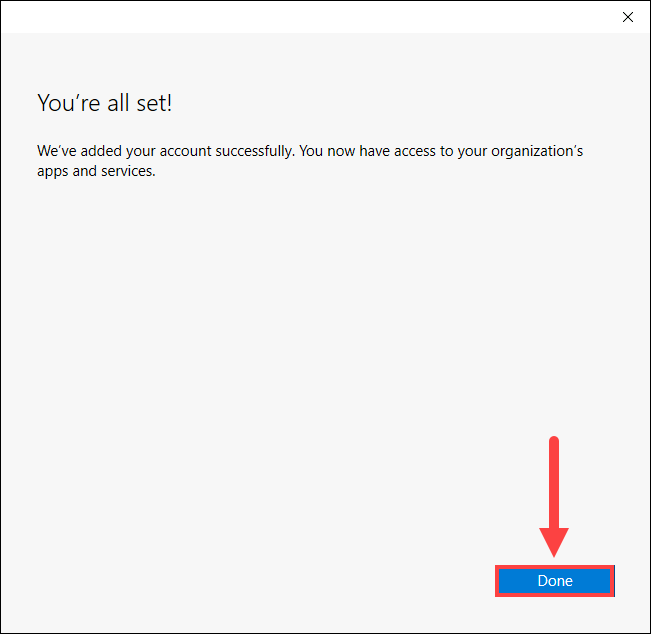 You’re all set!
We’ve added your account successfully. You now have access to your organization’s
apps and services.
Done